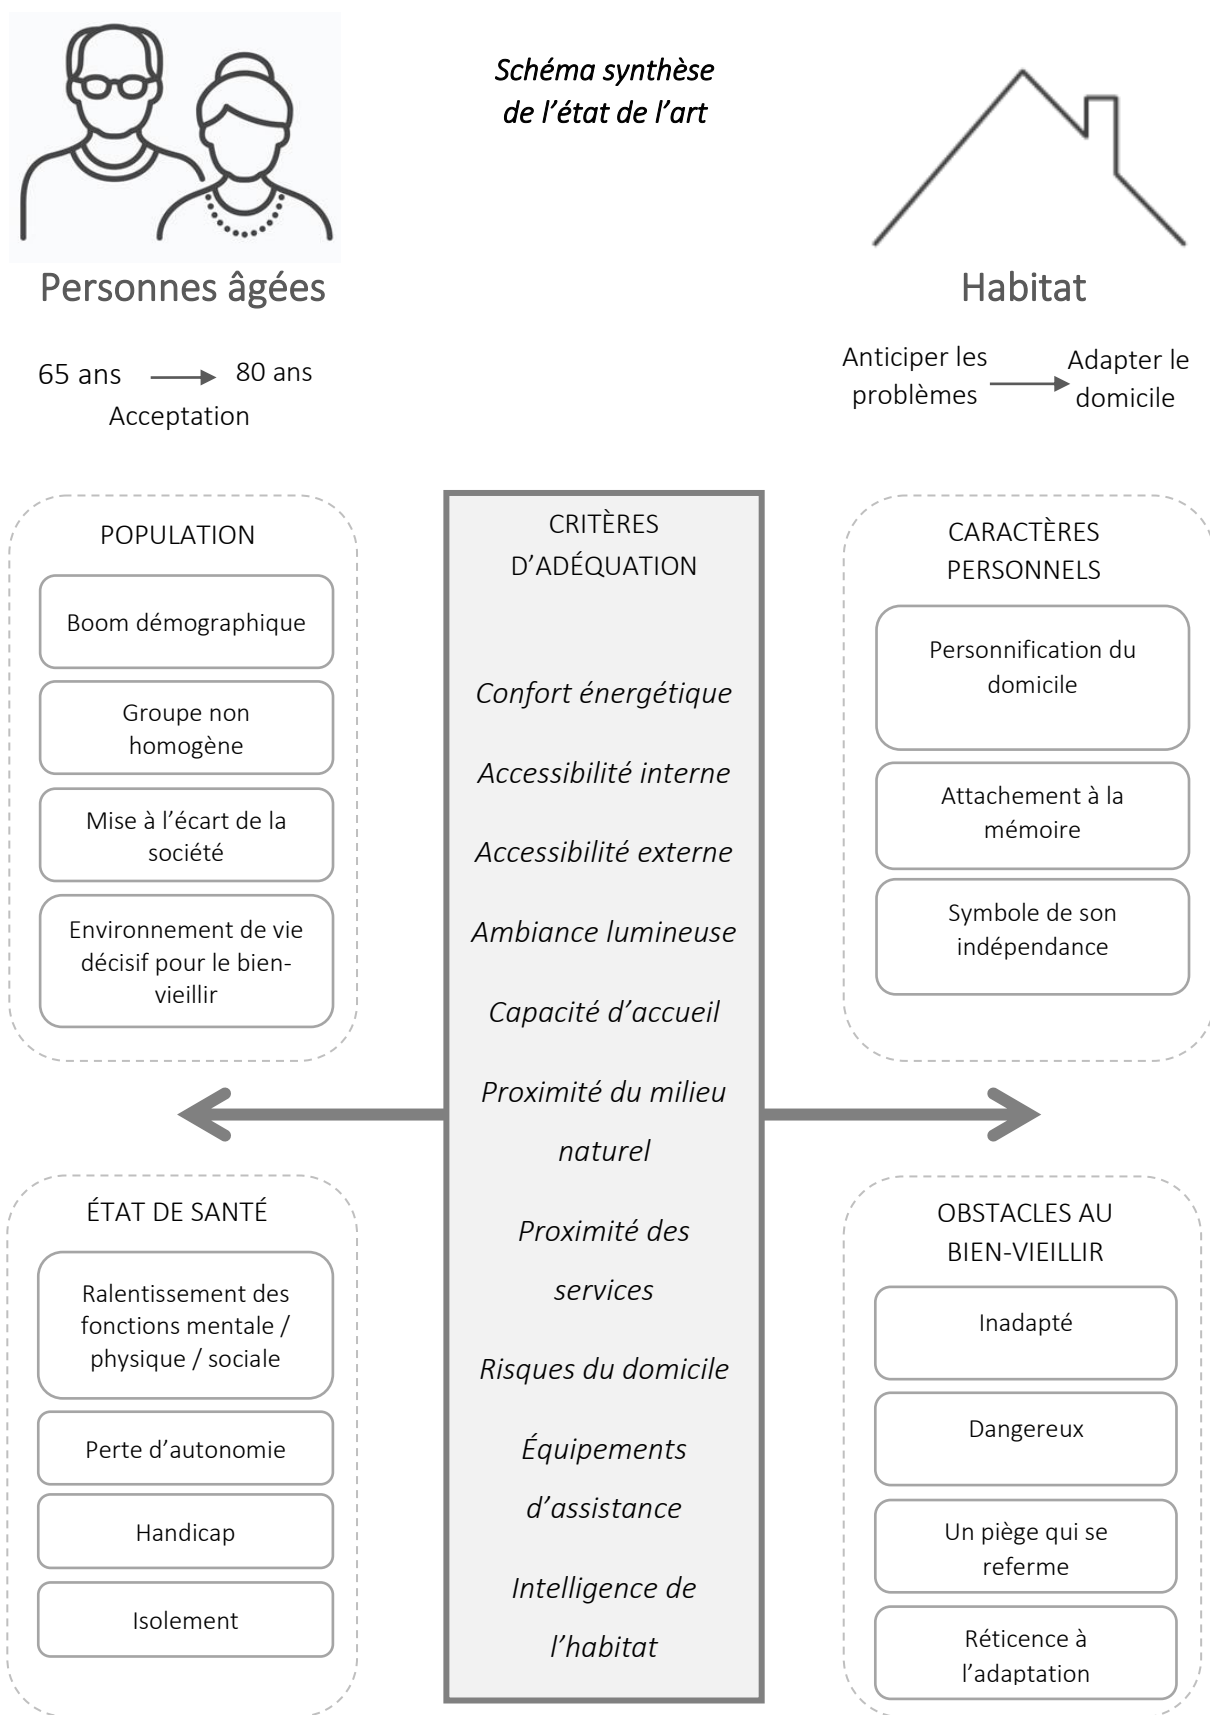 Schéma synthèse
de l'état de l'art
Personnes âgées
65 ans
80 ans
Acceptation
Habitat
Anticiper les
problèmes
Adapter le
domicile
POPULATION
Boom démographique
Groupe non
homogène
Mise à l'écart de la
société
Environnement de vie
décisif pour le bien-
vieillir
ÉTAT DE SANTÉ
Ralentissement des
fonctions mentale /
physique / sociale
Perte d'autonomie
Handicap
Isolement
CRITÈRES
D'ADÉQUATION
Confort énergétique
Accessibilité interne
Accessibilité externe
Ambiance lumineuse
Capacité d'accueil
Proximité du milieu
naturel
Proximité des
services
Risques du domicile
Équipements
d'assistance
Intelligence de
l'habitat
CARACTÈRES
PERSONNELS
Personnification du
domicile
Attachement à la
mémoire
Symbole de son
indépendance
OBSTACLES AU
BIEN-VIEILLIR
Inadapté
Dangereux
Un piège qui se
referme
Réticence à
l'adaptation